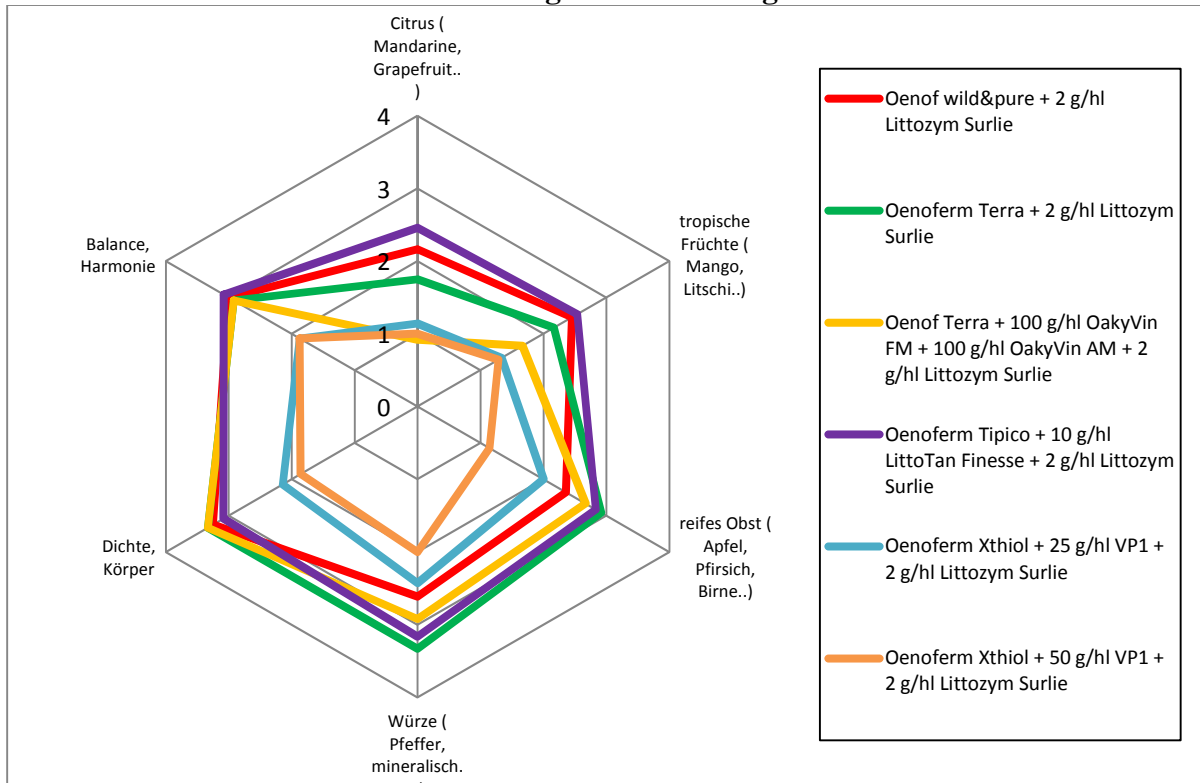 Citrus (
Mandarine,
Grapefruit..
)
4
3
2
1
0
tropische
Früchte (
Mango,
Litschi..)
reifes Obst (
Apfel,
Pfirsich,
Birne..)
Würze (
Pfeffer,
mineralisch.
Dichte,
Körper
Balance,
Harmonie
Oenof wild&pure + 2 g/hl
Littozym Surlie
Oenoferm Terra + 2 g/hl Littozym
Surlie
Oenof Terra + 100 g/hl OakyVin
FM + 100 g/hl OakyVin AM + 2
g/hl Littozym Surlie
Oenoferm Tipico + 10 g/hl
LittoTan Finesse + 2 g/hl Littozym
Surlie
Oenoferm Xthiol + 25 g/hl VP1 +
2 g/hl Littozym Surlie
Oenoferm Xthiol + 50 g/hl VP1 +
2 g/hl Littozym Surlie